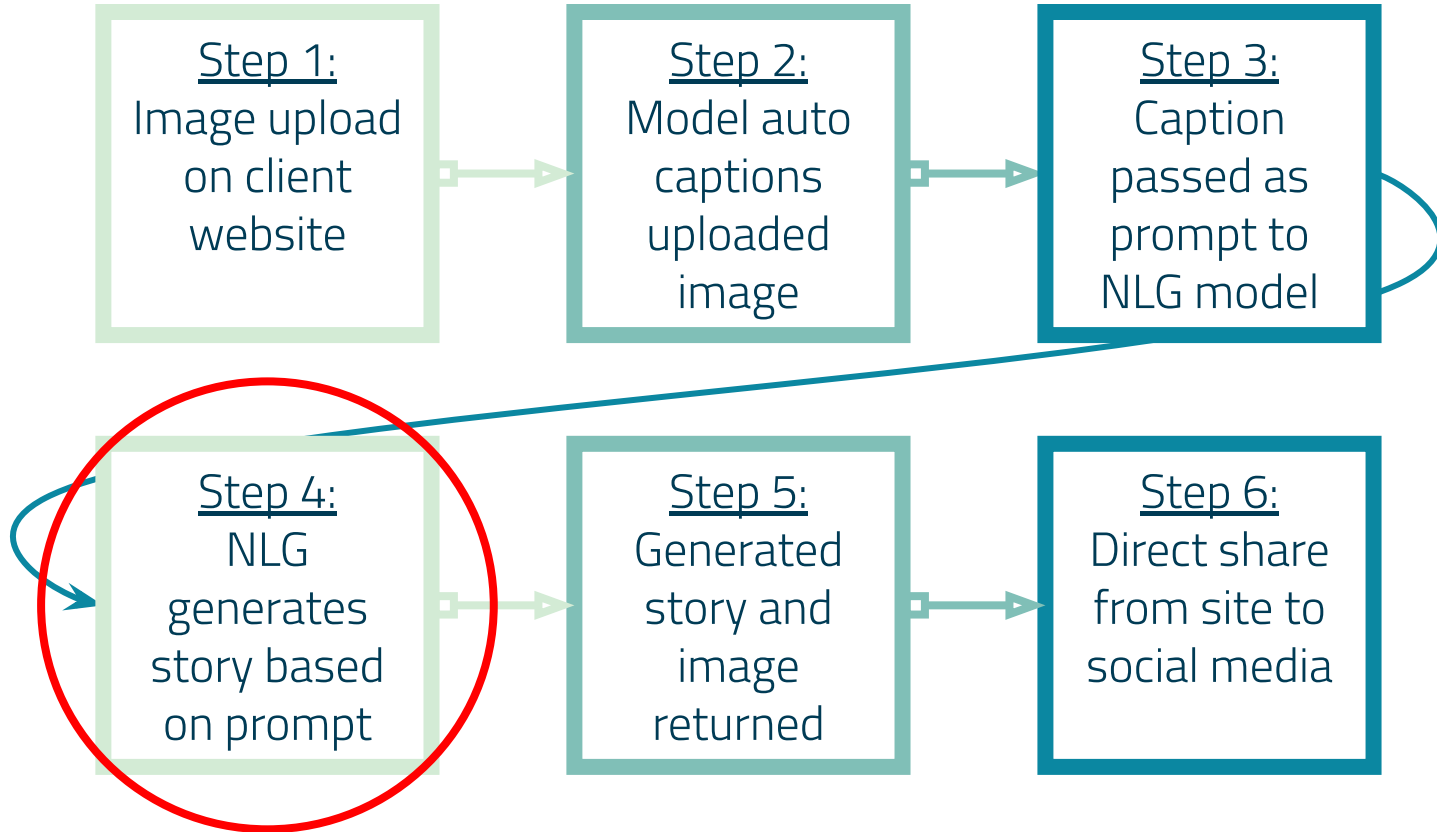 Step 1:
Image upload
on client
website
Step 2:
Model auto
captions
uploaded
image
Step 3:
Caption
passed as
prompt to
NLG model
Step 4:
NLG
generates
story based
on prompt
Step 5:
Generated
story and
image
returned
Step 6:
Direct share
from site to
social media